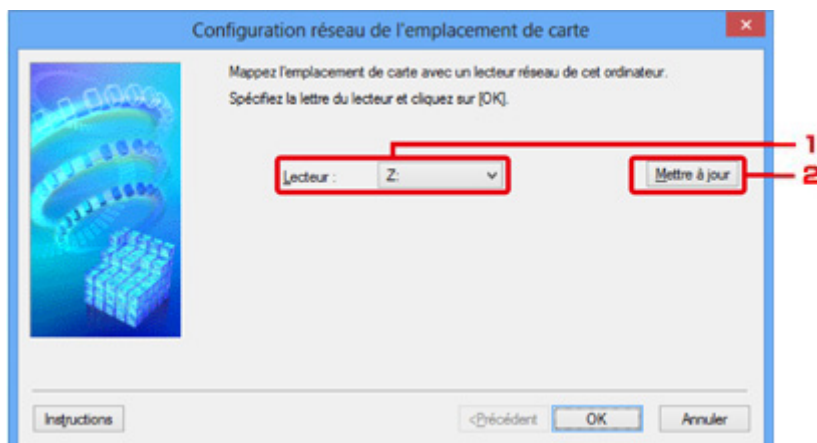 Configuration réseau de l'emplacement de carte
Mappez l'emplacement de carte avec un lecteur réseau de cet ordinateur.
Spécifiez la lettre du lecteur et cliquez sur [OK].
1
Lecteur : Z: Mettre à jour
2
Instructions <Précédent OK Annuler